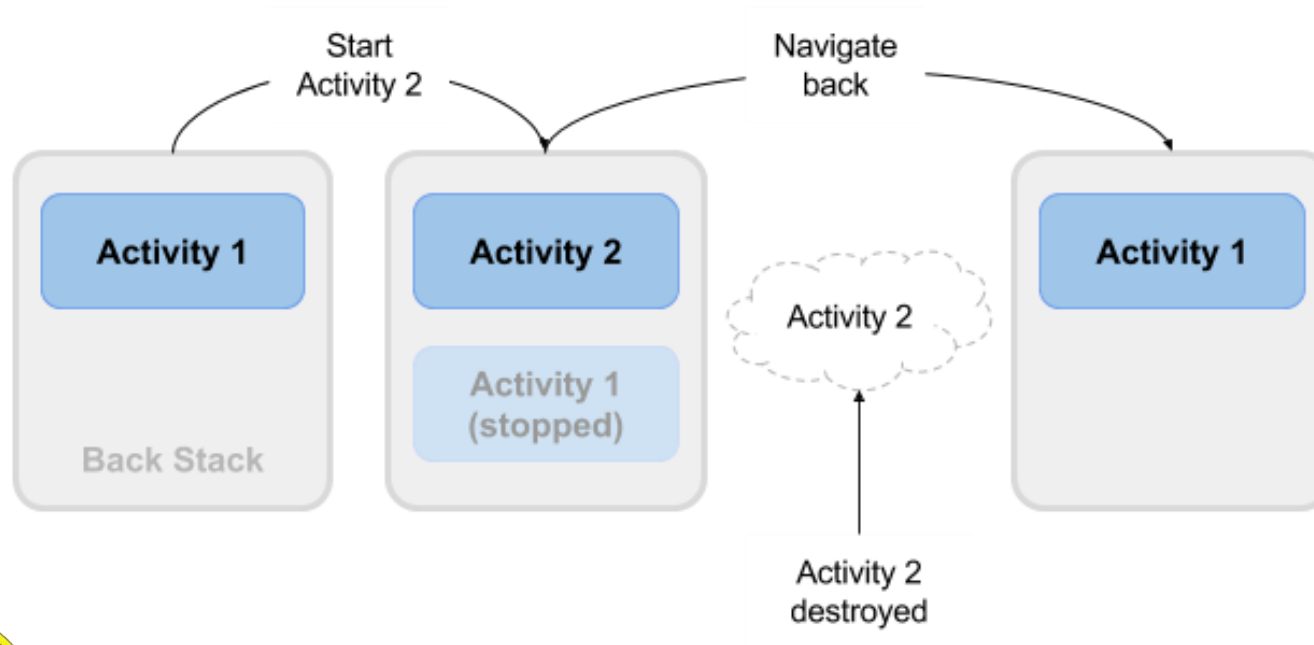 Start
Activity 2
Navigate
back
Activity 1
Back Stack
Activity 2
Activity 1
(stopped)
Activity 2
Activity 2
destroyed
Activity 1